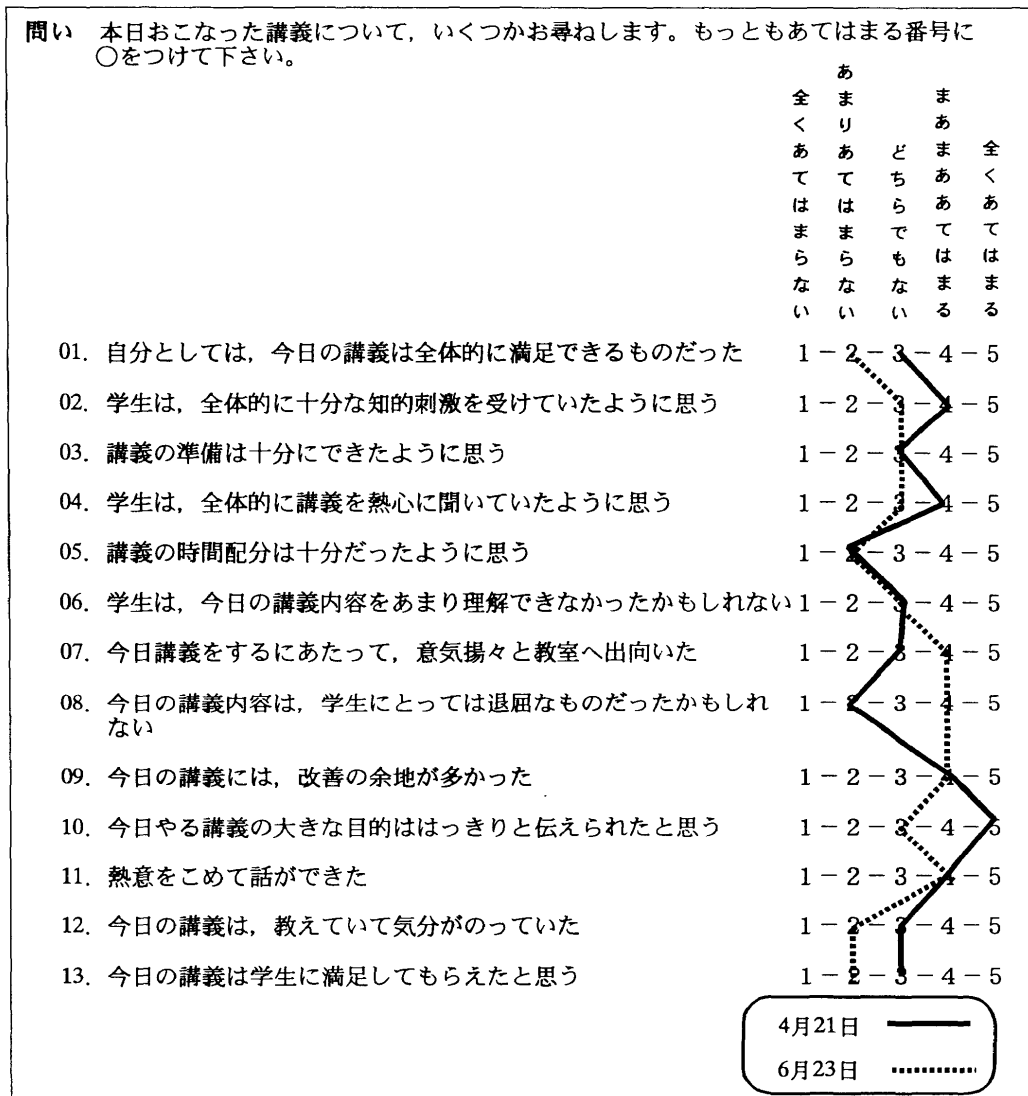 問い 本日おこなった講義について，いくつかお尋ねします。もっともあてはまる番号に
○をつけて下さい。
全くあてはまらない
あまりあてはまらない
どちらでもない
まあまああてはまる
全くあてはまる
01. 自分としては，今日の講義は全体的に満足できるものだった 1－2－3－4－5
02. 学生は，全体的に十分な知的刺激を受けていたように思う 1－2－3－4－5
03. 講義の準備は十分にできたように思う 1－2－3－4－5
04. 学生は，全体的に講義を熱心に聞いていたように思う 1－2－3－4－5
05. 講義の時間配分は十分だったように思う 1－2－3－4－5
06. 学生は，今日の講義内容をあまり理解できなかったかもしれない 1－2－3－4－5
07. 今日講義をするにあたって，意気揚々と教室へ出向いた 1－2－3－4－5
08. 今日の講義内容は，学生にとっては退屈なものだったかもしれ 1－2－3－4－5
ない
09. 今日の講義には，改善の余地が多かった 1－2－3－4－5
10. 今日やる講義の大きな目的ははっきりと伝えられたと思う 1－2－3－4－5
11. 熱意をこめて話ができた 1－2－3－4－5
12. 今日の講義は，教えていて気分がのっていた 1－2－3－4－5
13. 今日の講義は学生に満足してもらえたと思う 1－2－3－4－5
4月21日
6月23日